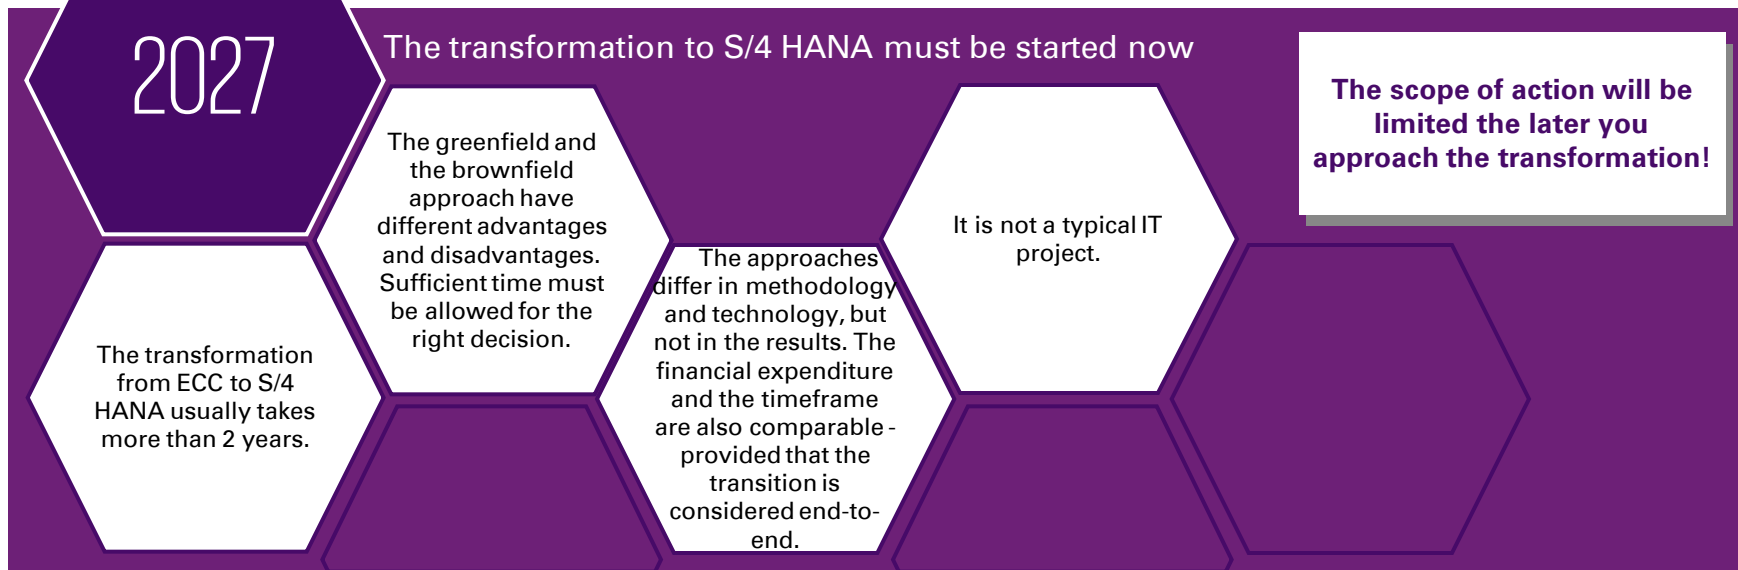 2027
The transformation to S/4 HANA must be started now
The scope of action will be
limited the later you
approach the transformation!
The transformation
from ECC to S/4
HANA usually takes
more than 2 years.
The greenfield and
the brownfield
approach have
different advantages
and disadvantages.
Sufficient time must
be allowed for the
right decision.
The approaches
differ in methodology
and technology, but
not in the results. The
financial expenditure
and the timeframe
are also comparable -
provided that the
transition is
considered end-to-
end.
It is not a typical IT
project.